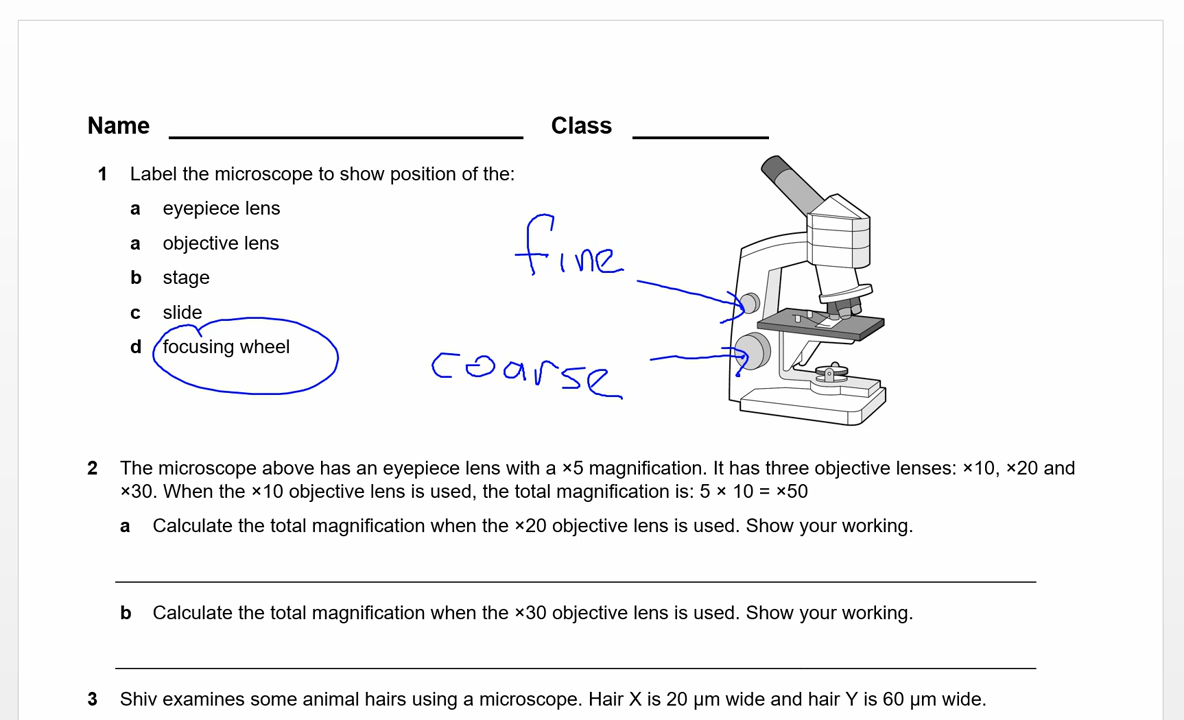 Name Class
1 Label the microscope to show position of the:
a eyepiece lens
a objective lens
b stage
c slide
d focusing wheel
fine
coarse
2 The microscope above has an eyepiece lens with a ×5 magnification. It has three objective lenses: ×10, ×20 and
×30. When the ×10 objective lens is used, the total magnification is: 5 × 10 = ×50
a Calculate the total magnification when the ×20 objective lens is used. Show your working.
b Calculate the total magnification when the ×30 objective lens is used. Show your working.
3 Shiv examines some animal hairs using a microscope. Hair X is 20 µm wide and hair Y is 60 µm wide.